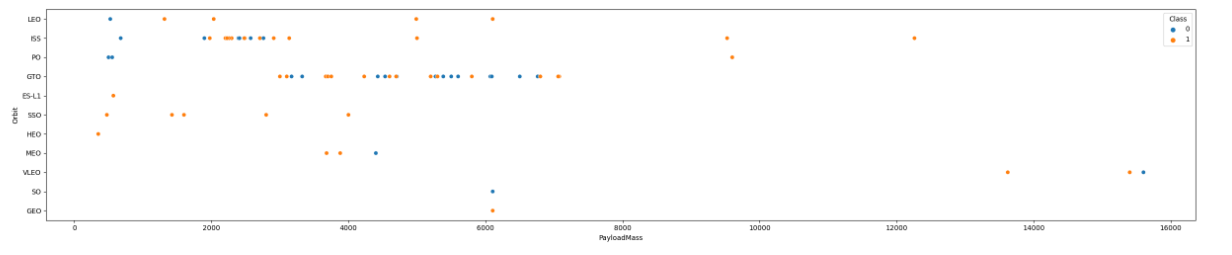 LEO
ISS
PO
GTO
ES-L1
SSO
HEO
MEO
VLEO
SO
GEO
Orbit
Class
0
1
0 2000 4000 6000 8000 10000 12000 14000 16000
PayloadMass